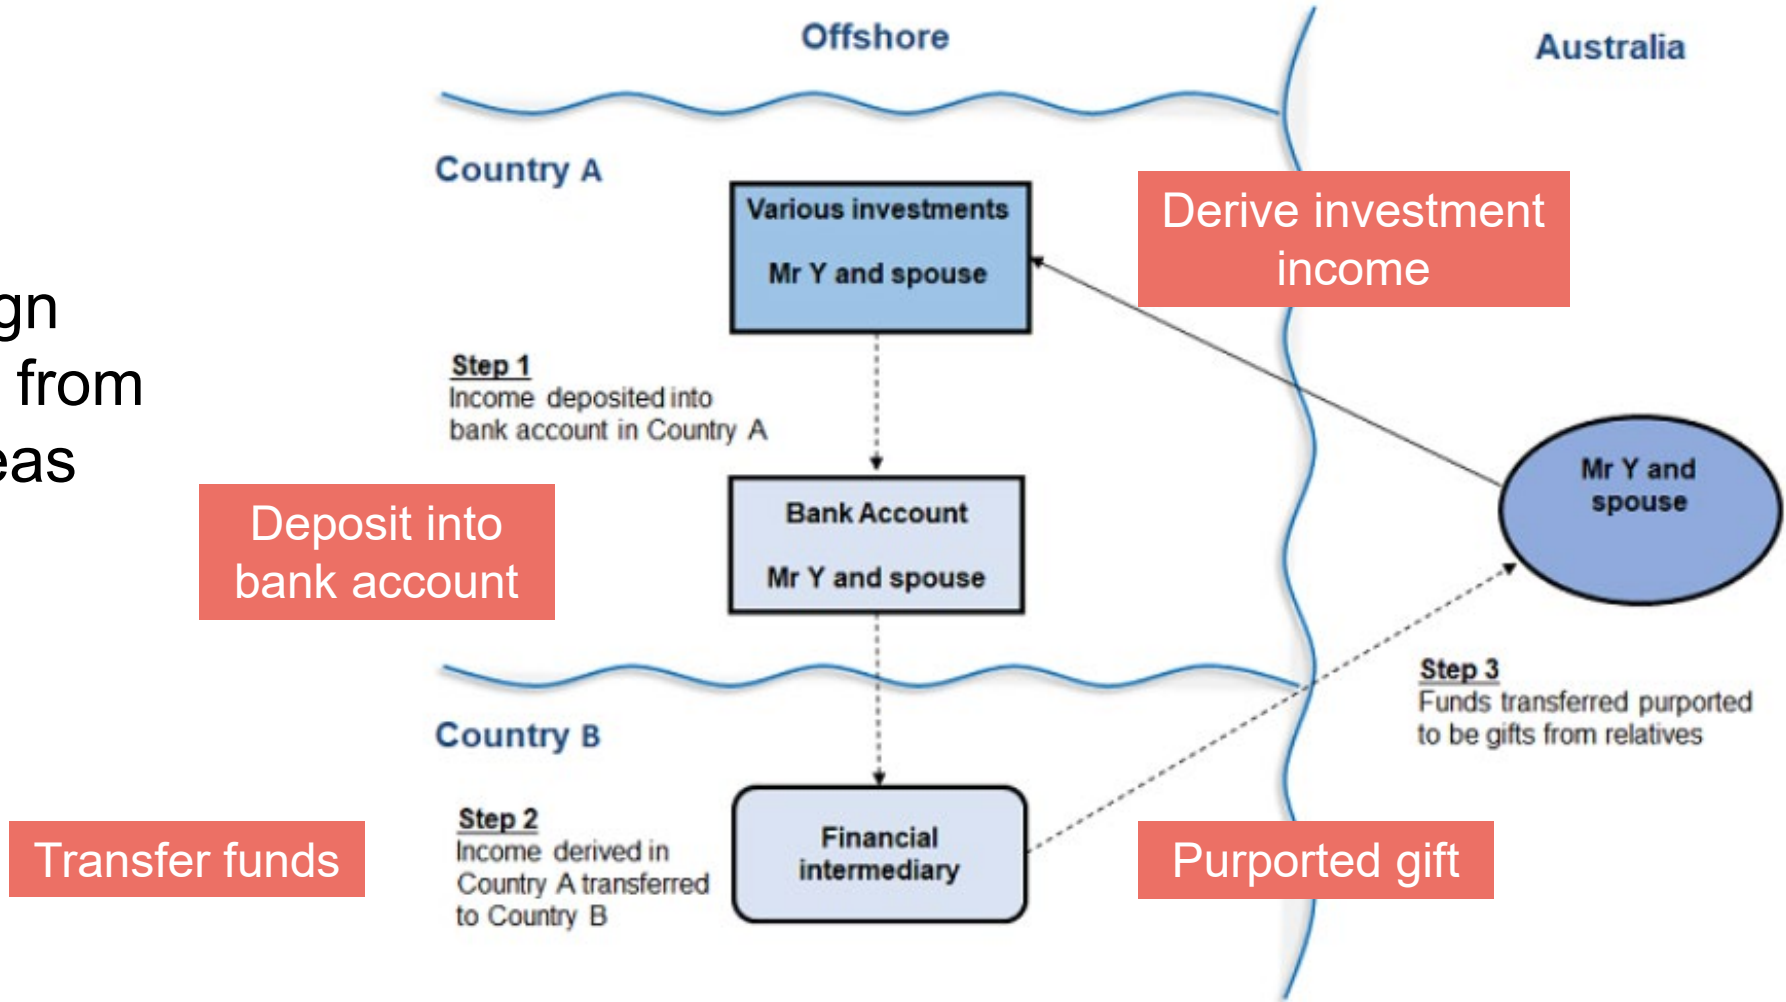 Offshore
Australia
Country A
Various investments
Mr Y and spouse
Derive investment
income
from
Step 1
Income deposited into
bank account in Country A
Mr Y and
spouse
Deposit into
bank account
Bank Account
Mr Y and spouse
Step 3
Funds transferred purported
to be gifts from relatives
Country B
Step 2
Income derived in
Country A transferred
to Country B
Transfer funds
Financial
intermediary
Purported gift